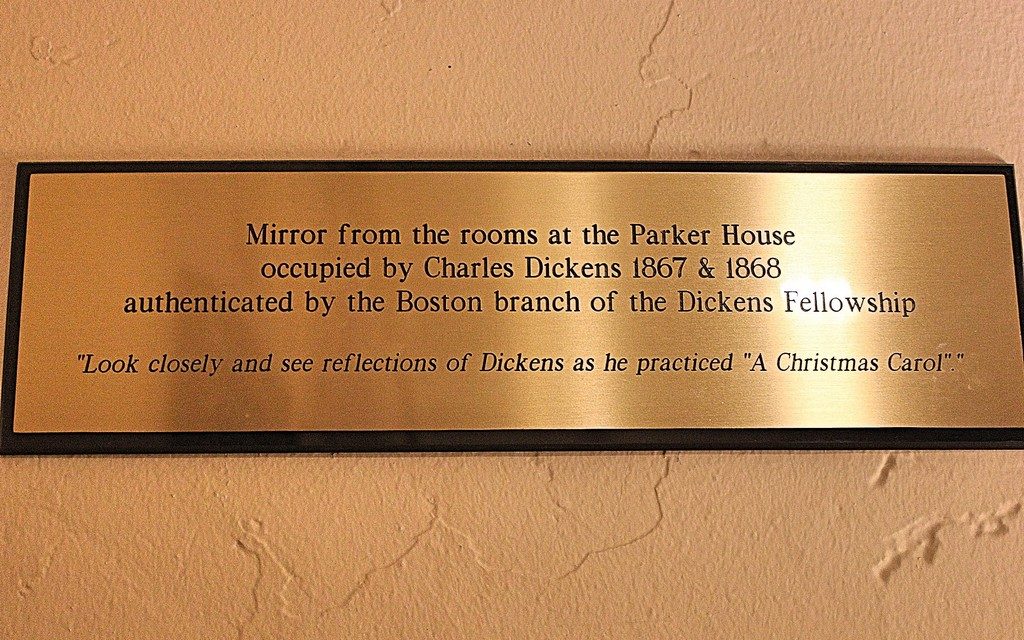 Mirror from the rooms at the Parker House
occupied by Charles Dickens 1867 & 1868
authenticated by the Boston branch of the Dickens Fellowship
"Look closely and see reflections of Dickens as he practiced "A Christmas Carol"."